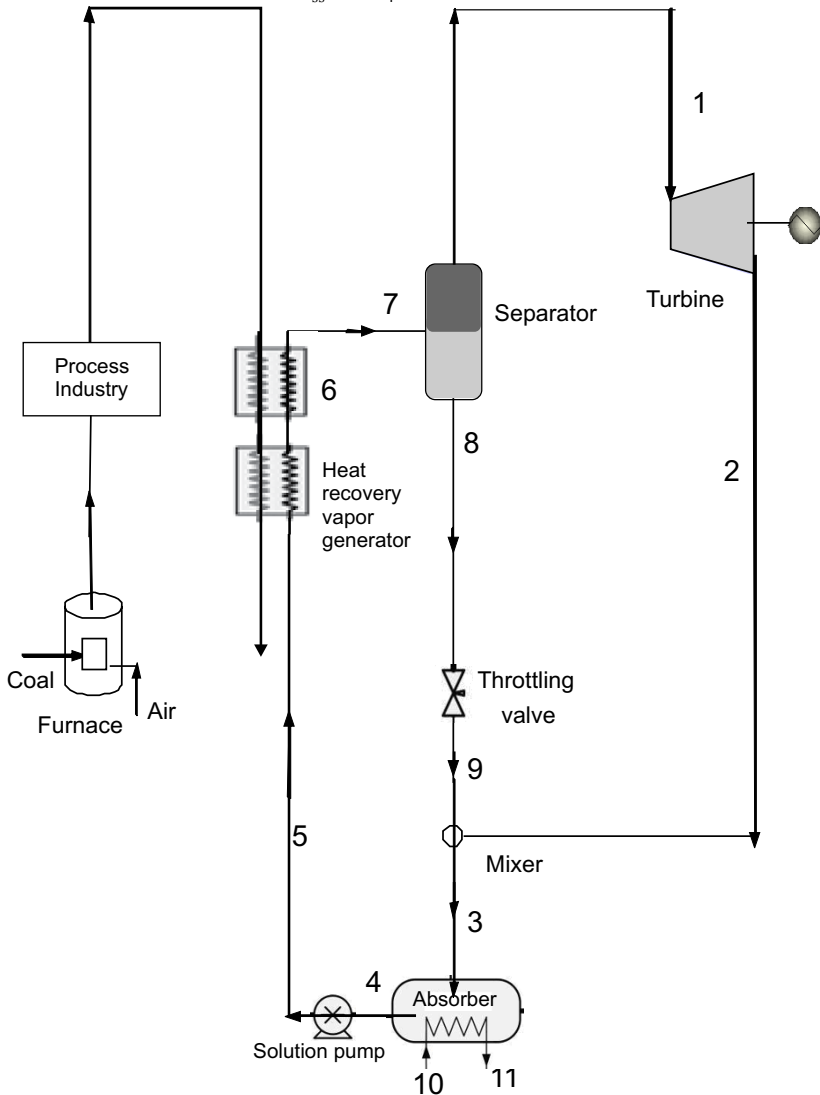 1
7
Separator
Turbine
Process
Industry
6
8
2
Heat
recovery
vapor
generator
Coal
Air
Furnace
Throttling
valve
9
5
Mixer
3
4
Absorber
Solution pump
10
11